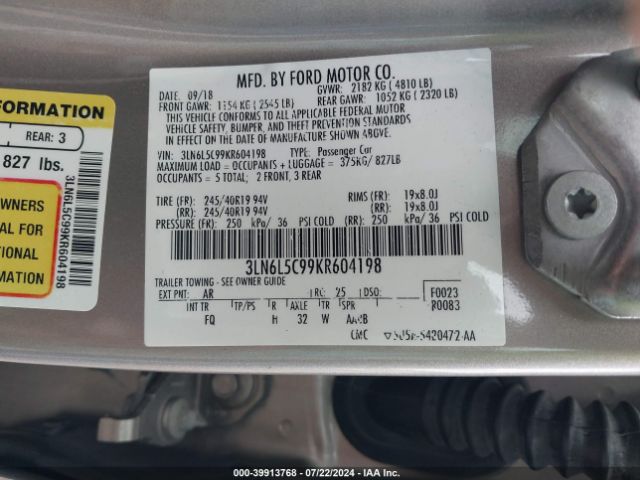 MFD. BY FORD MOTOR CO.
DATE: 09/18 GVWR: 2182 KG ( 4810 LB)
FRONT GAWR: 1154 KG ( 2545 LB) REAR GAWR: 1052 KG ( 2320 LB)
THIS VEHICLE CONFORMS TO ALL APPLICABLE FEDERAL MOTOR
VEHICLE SAFETY, BUMPER, AND THEFT PREVENTION STANDARDS
IN EFFECT ON THE DATE OF MANUFACTURE SHOWN ABOVE.
VIN: 3LN6L5C99KR604198 TYPE: Passenger Car
MAXIMUM LOAD = OCCUPANTS + LUGGAGE = 375KG/ 827LB
OCCUPANTS = 5 TOTAL; 2 FRONT, 3 REAR
TIRE (FR): 245/40R19 94V RIMS (FR): 19x8.0J
(RR): 245/40R19 94V (RR): 19x8.0J
PRESSURE (FR): 250 kPa/ 36 PSI COLD (RR): 250 kPa/ 36 PSI COLD
3LN6L5C99KR604198
TRAILER TOWING - SEE OWNER GUIDE
EXT PNT: AR RC: 25 DSO: F0023
INT TR TP/PS R AXLE TR SPR R0083
FQ H 32 W
FORMATION
REAR: 3
827 lbs.
3LN6L5C99KR604198
OWNERS
AL FOR
TIONAL
MATION
000-39913768 - 07/22/2024 - IAA Inc.